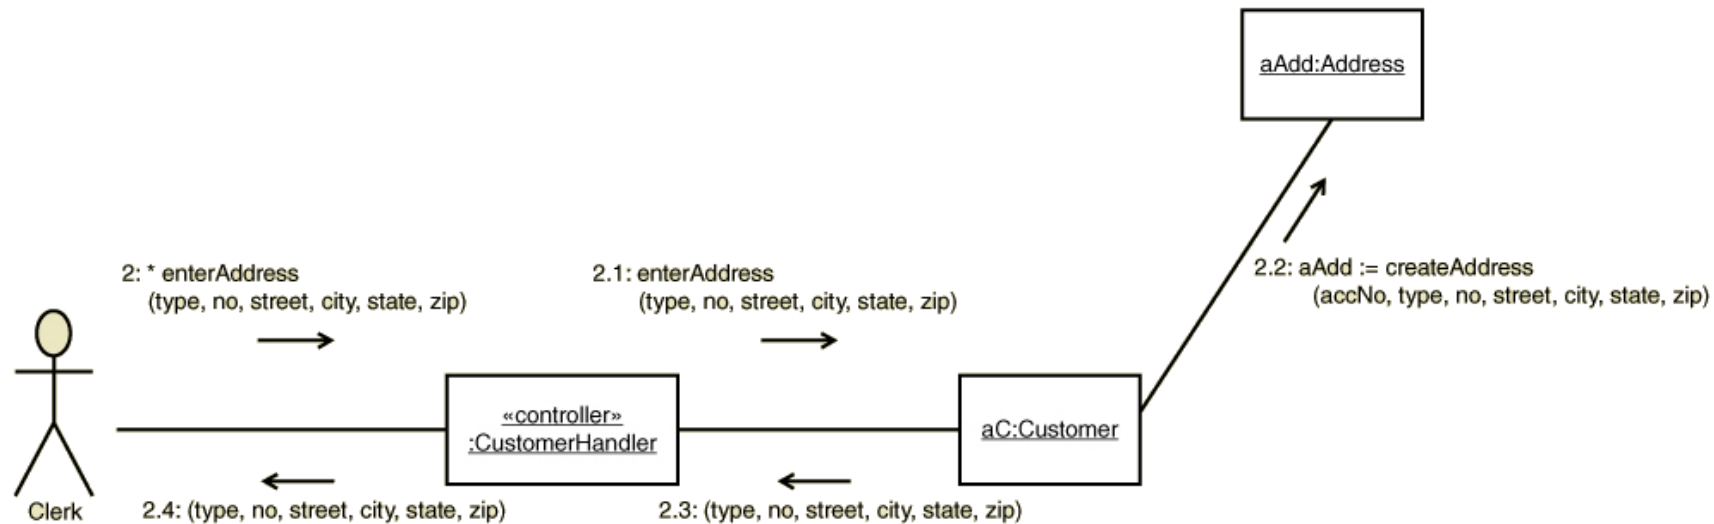 aAdd:Address
2: * enterAddress
(type, no, street, city, state, zip)
2.1: enterAddress
(type, no, street, city, state, zip)
2.2: aAdd := createAddress
(accNo, type, no, street, city, state, zip)
«controller»
:CustomerHandler
aC:Customer
Clerk
2.4: (type, no, street, city, state, zip)
2.3: (type, no, street, city, state, zip)